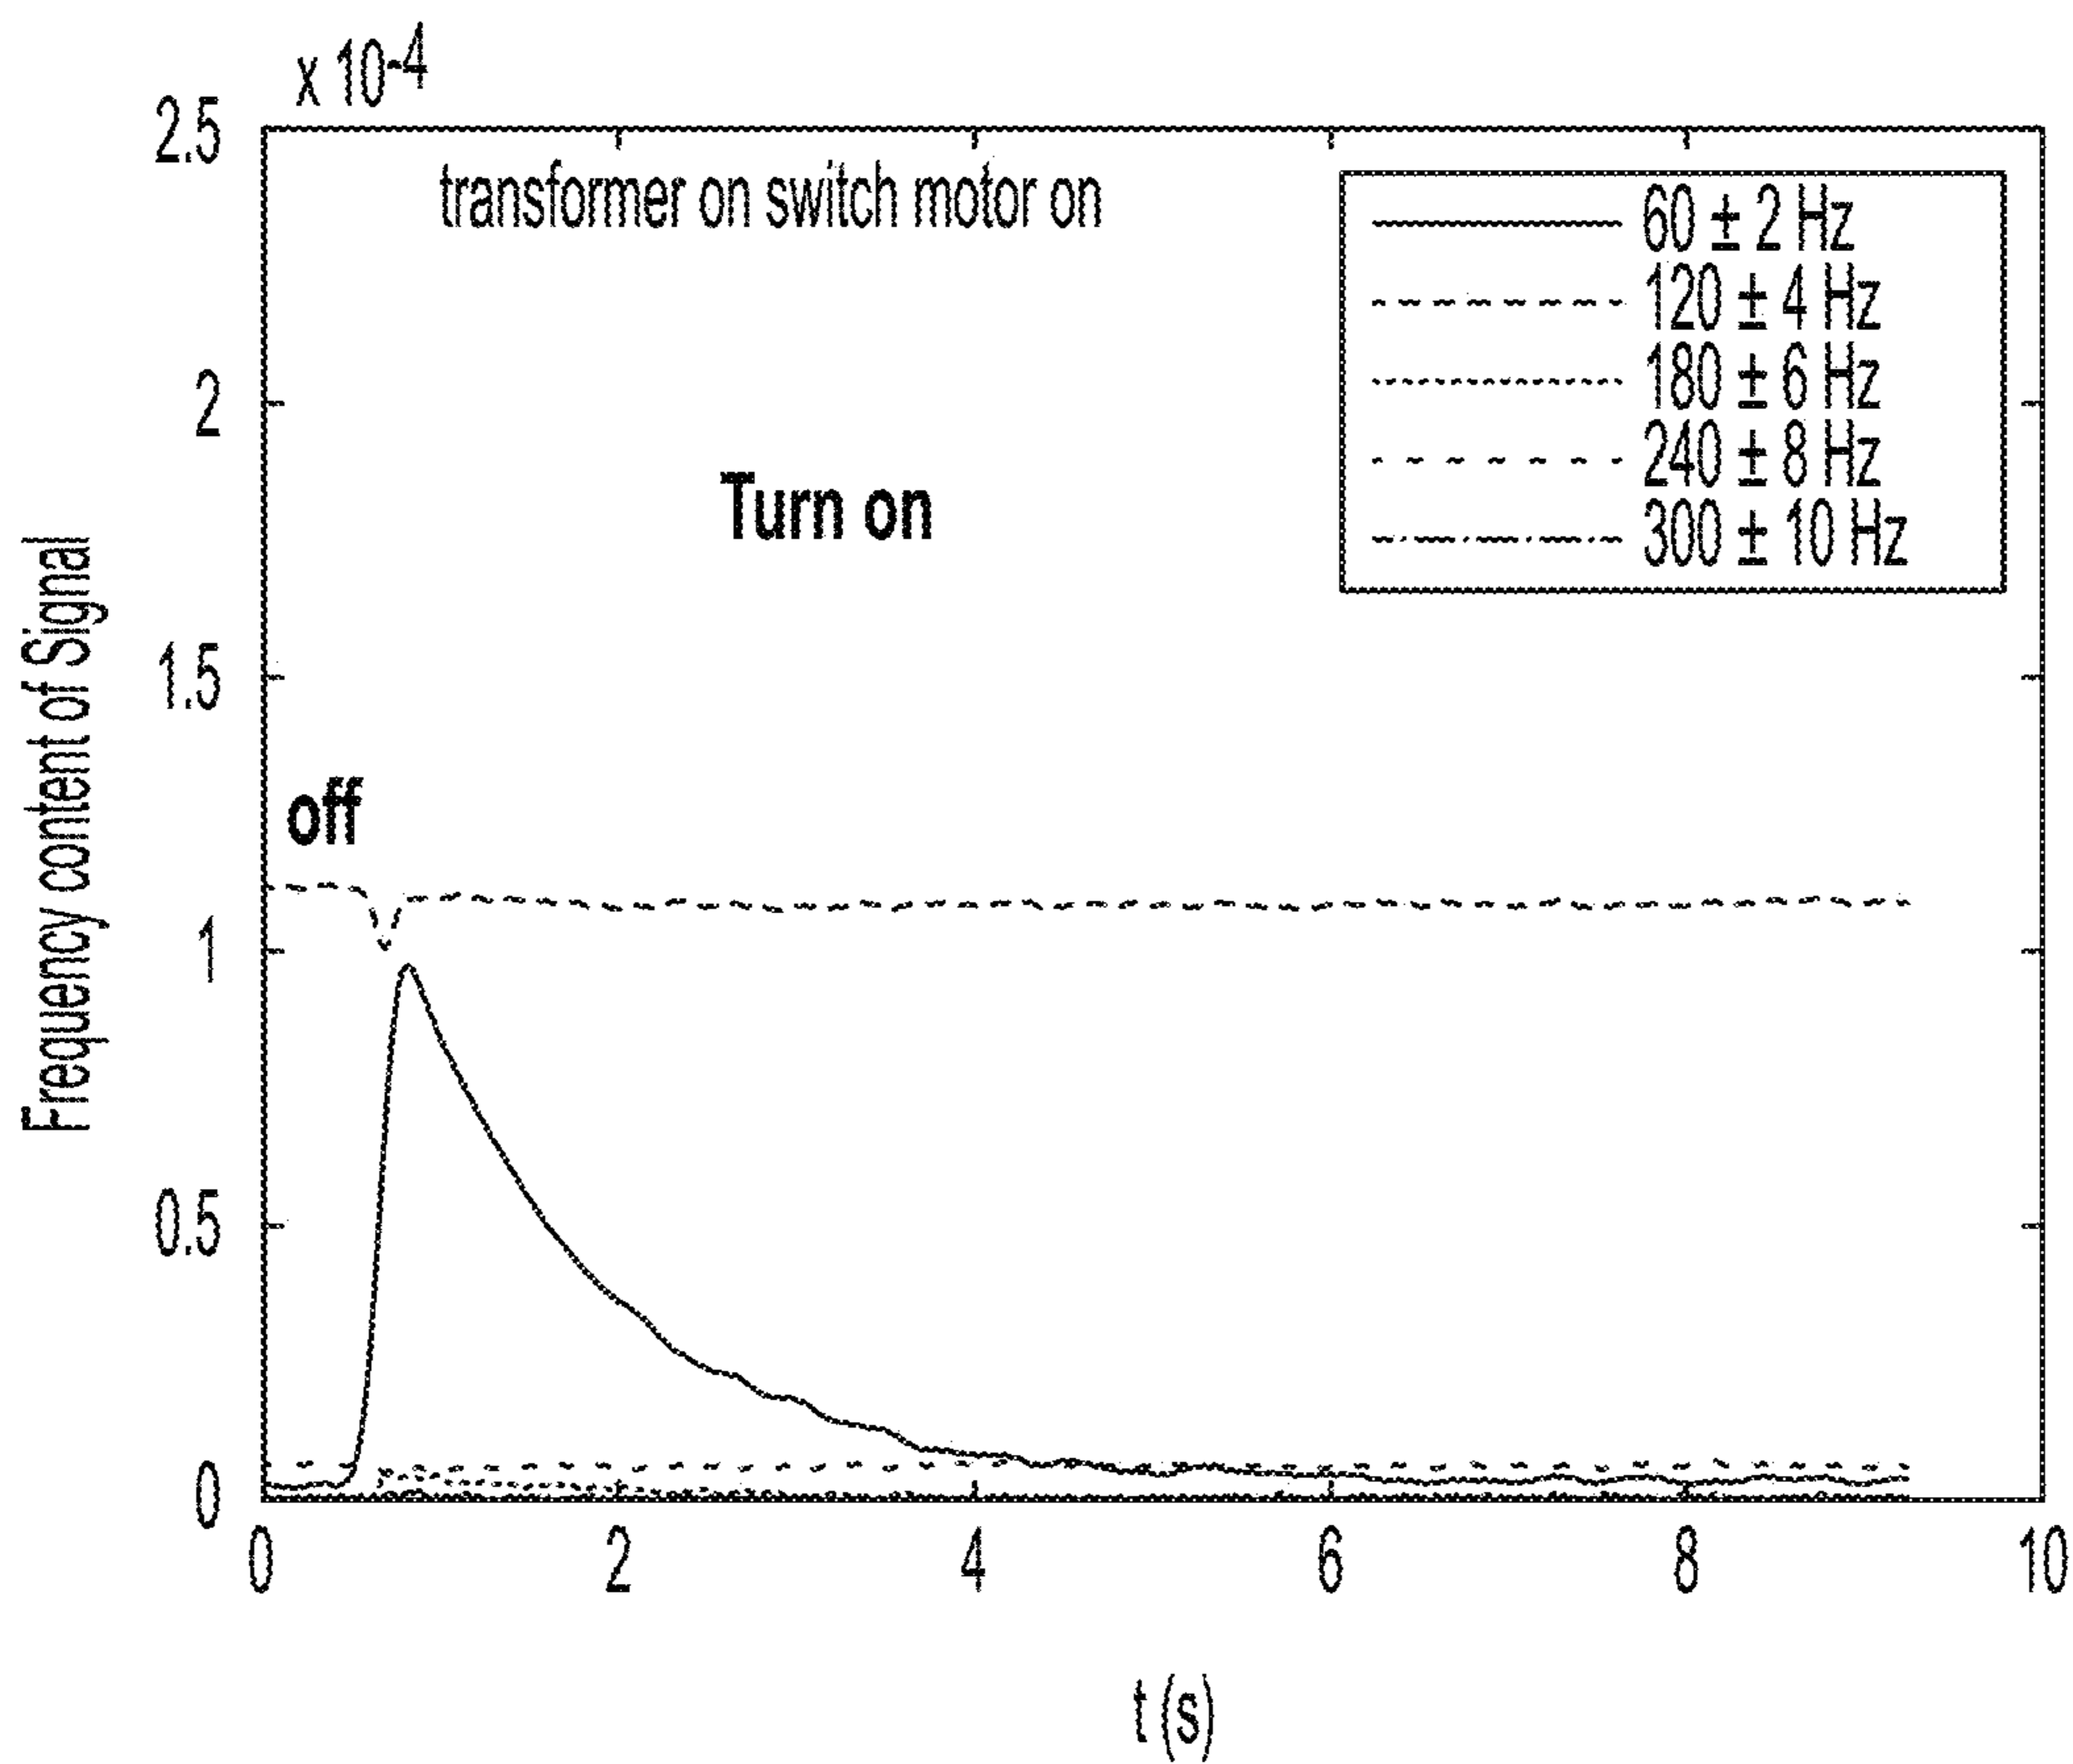 x 10-4
2.5
transformer on switch motor on
60 ± 2 Hz
120 ± 4 Hz
180 ± 6 Hz
240 ± 8 Hz
300 ± 10 Hz
2
Turn on
1.5
off
1
0.5
0
Frequency content of Signal
0 2 4 6 8 10
t (s)